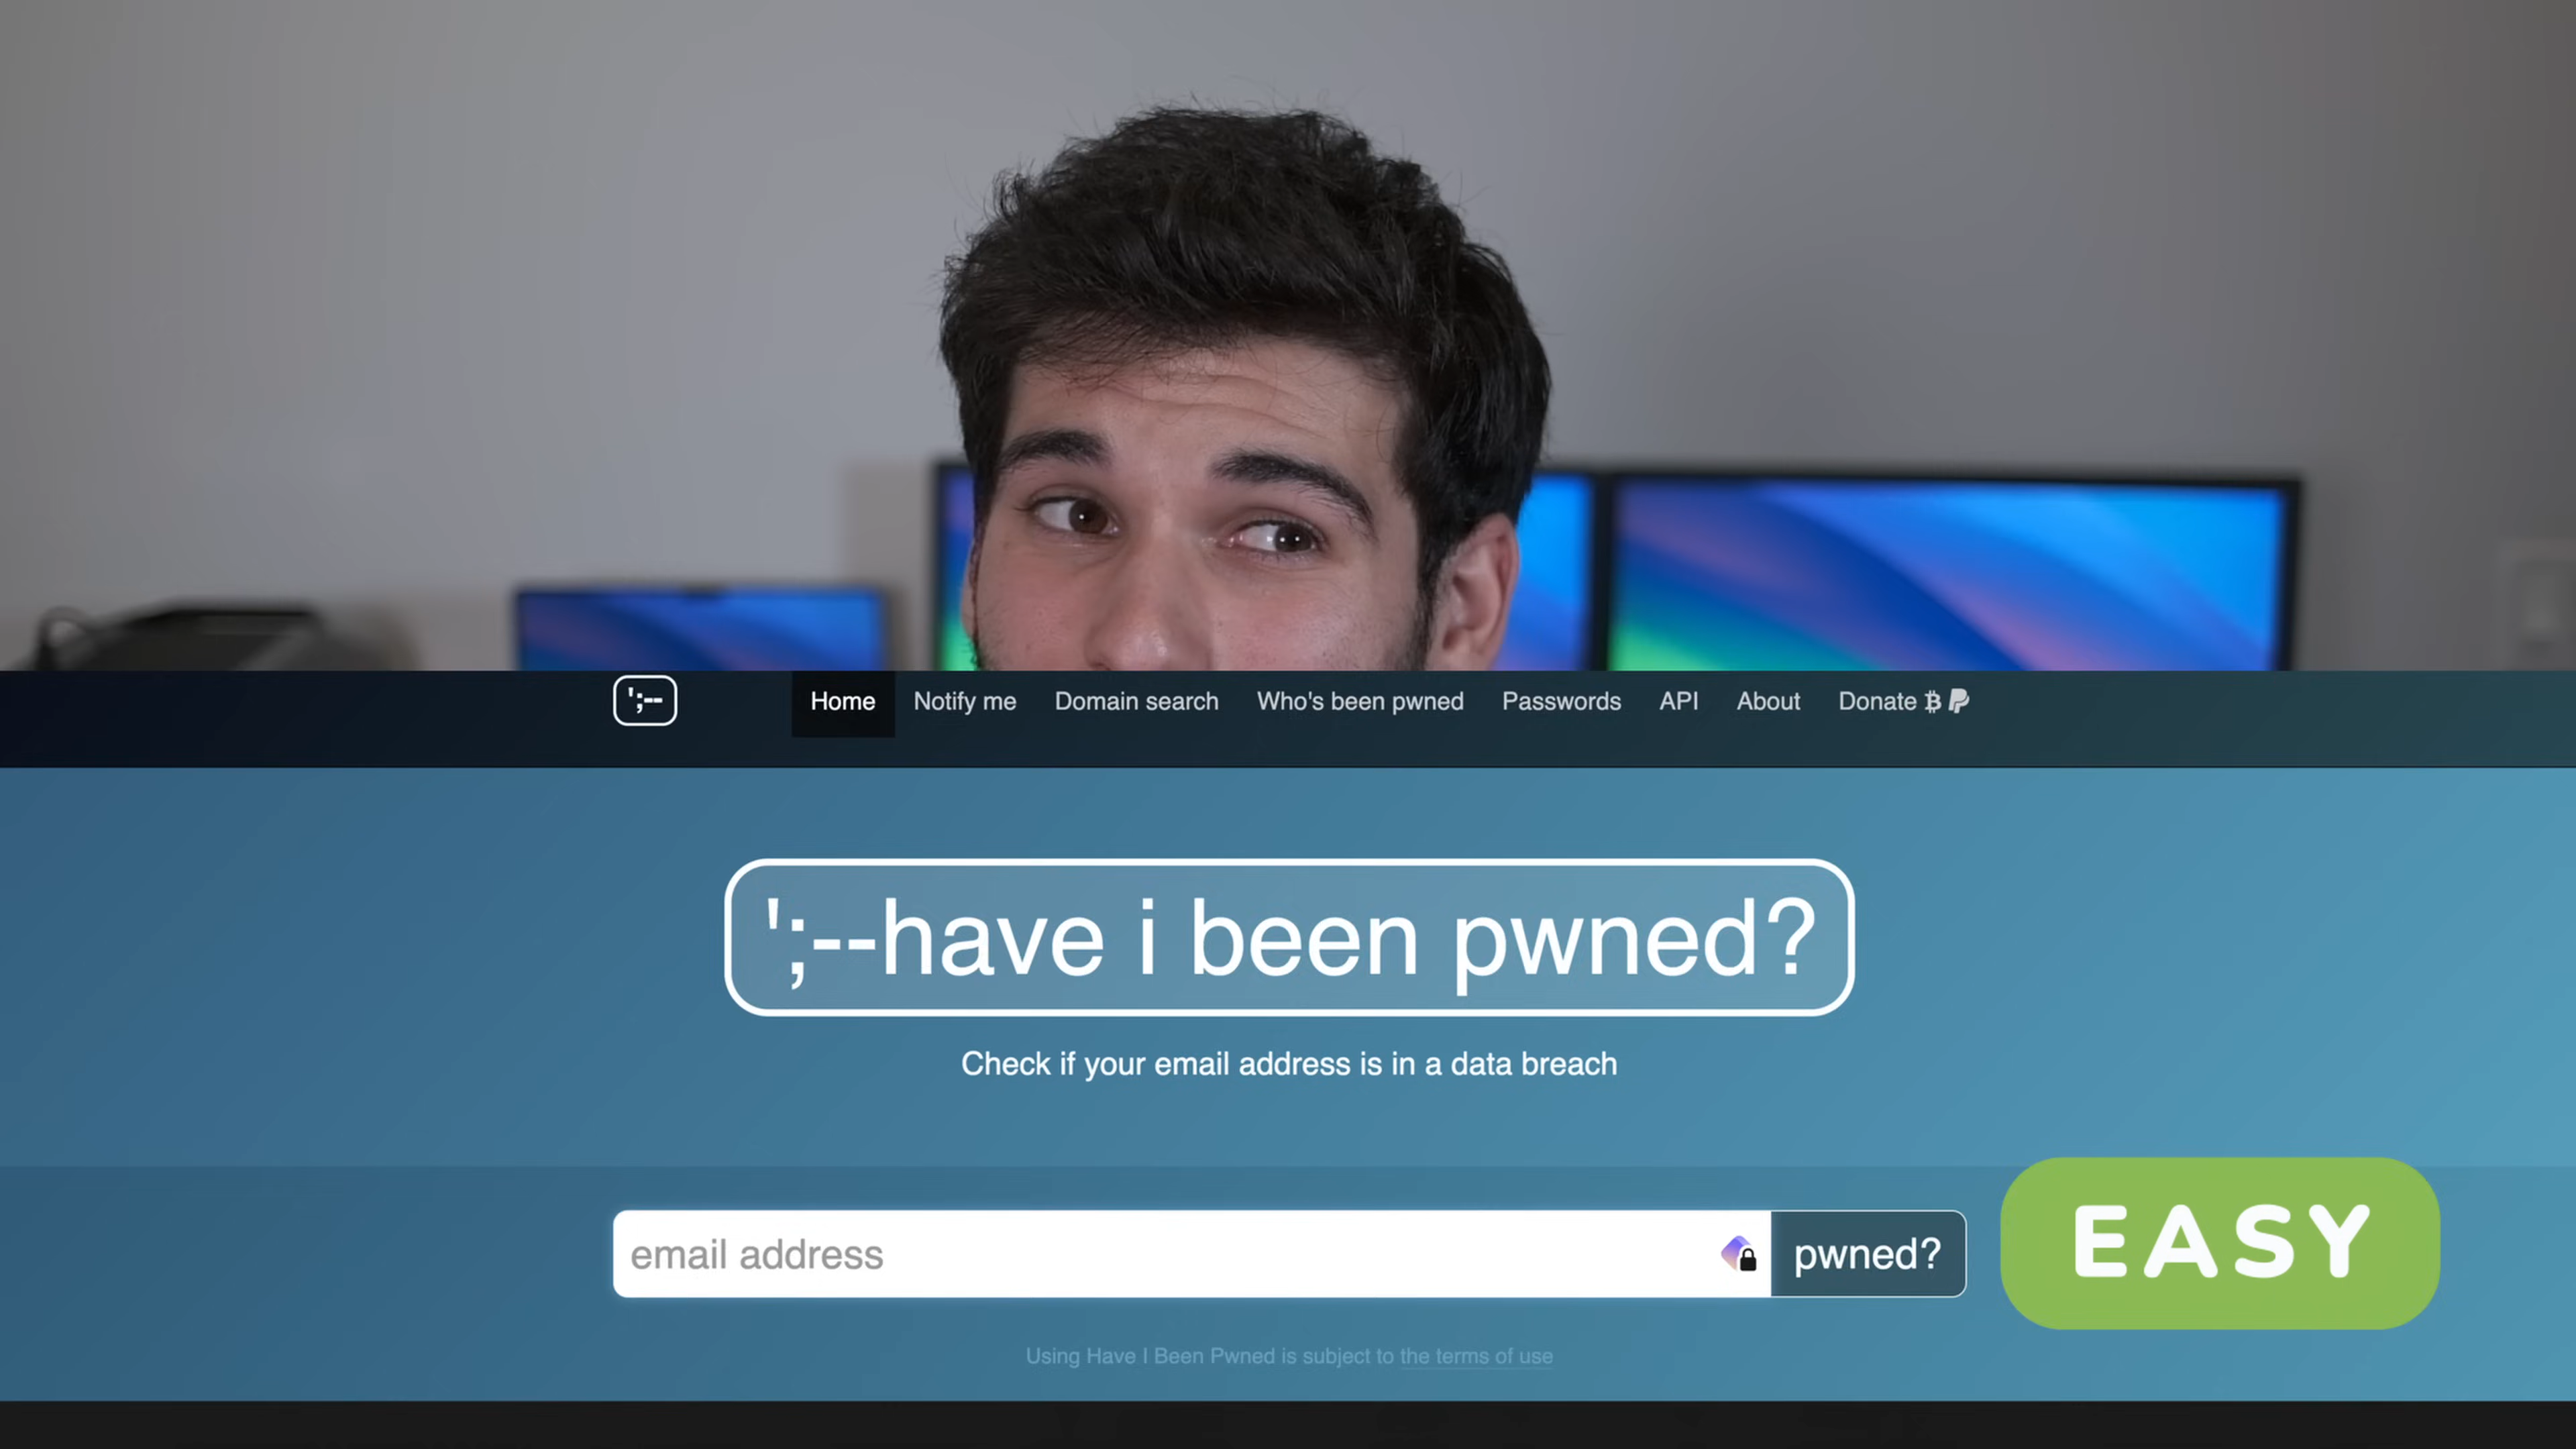 ';--
Home Notify me Domain search Who's been pwned Passwords API About Donate
';--have i been pwned?
Check if your email address is in a data breach
email address
pwned?
EASY
Using Have I Been Pwned is subject to the terms of use